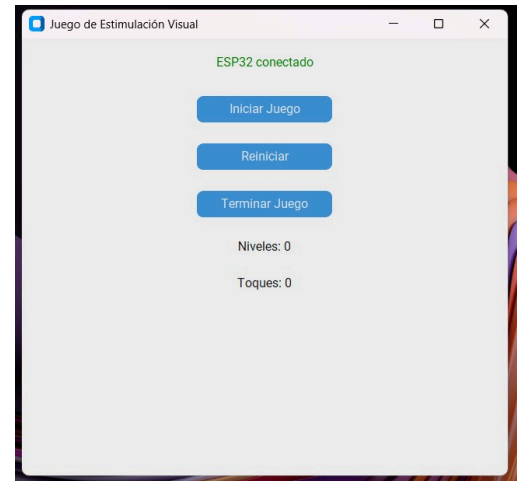 Juego de Estimulación Visual
ESP32 conectado
Iniciar Juego
Reiniciar
Terminar Juego
Niveles: 0
Toques: 0